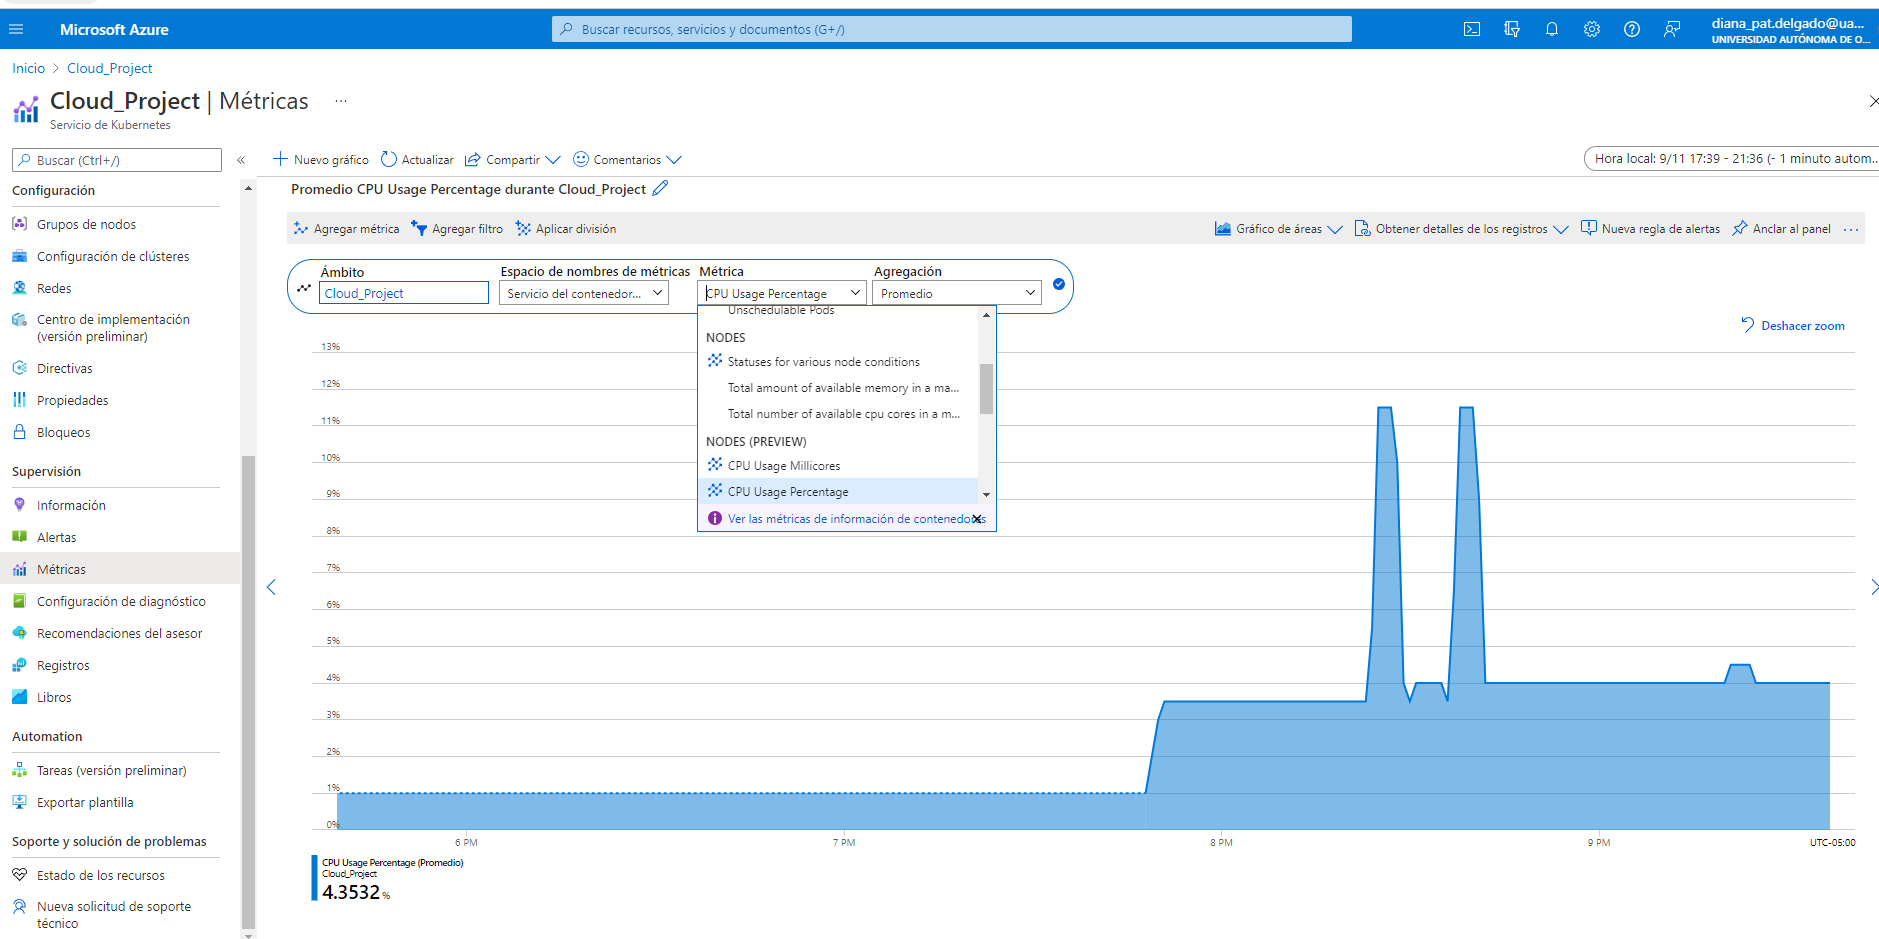 Microsoft Azure
Buscar recursos, servicios y documentos (G+/)
diana_pat.delgado@ua...
UNIVERSIDAD AUTÓNOMA DE O...
Inicio > Cloud_Project
Cloud_Project | Métricas ...
Servicio de Kubernetes
Buscar (Ctrl+/)
«
Nuevo gráfico
Actualizar
Compartir
Comentarios
Hora local: 9/11 17:39 - 21:36 (- 1 minuto autom...
Configuración
Grupos de nodos
Configuración de clústeres
Redes
Centro de implementación
(versión preliminar)
Directivas
Propiedades
Bloqueos
Supervisión
Información
Alertas
Métricas
Configuración de diagnóstico
Recomendaciones del asesor
Registros
Libros
Automation
Tareas (versión preliminar)
Exportar plantilla
Soporte y solución de problemas
Estado de los recursos
Nueva solicitud de soporte
técnico
Promedio CPU Usage Percentage durante Cloud_Project
Agregar métrica
Agregar filtro
Aplicar división
Gráfico de áreas
Obtener detalles de los registros
Nueva regla de alertas
Anclar al panel
...
Ámbito
Cloud_Project
Espacio de nombres de métricas
Servicio del contenedor...
Métrica
CPU Usage Percentage
Agregación
Promedio
Unschedulable Pods
NODES
Statuses for various node conditions
Total amount of available memory in a ma...
Total number of available cpu cores in a m...
NODES (PREVIEW)
CPU Usage Millicores
CPU Usage Percentage
Ver las métricas de información de contenedores
Deshacer zoom
13%
12%
11%
10%
9%
8%
7%
6%
5%
4%
3%
2%
1%
0%
6 PM
7 PM
8 PM
9 PM
UTC-05:00
CPU Usage Percentage (Promedio)
Cloud_Project
4.3532 %